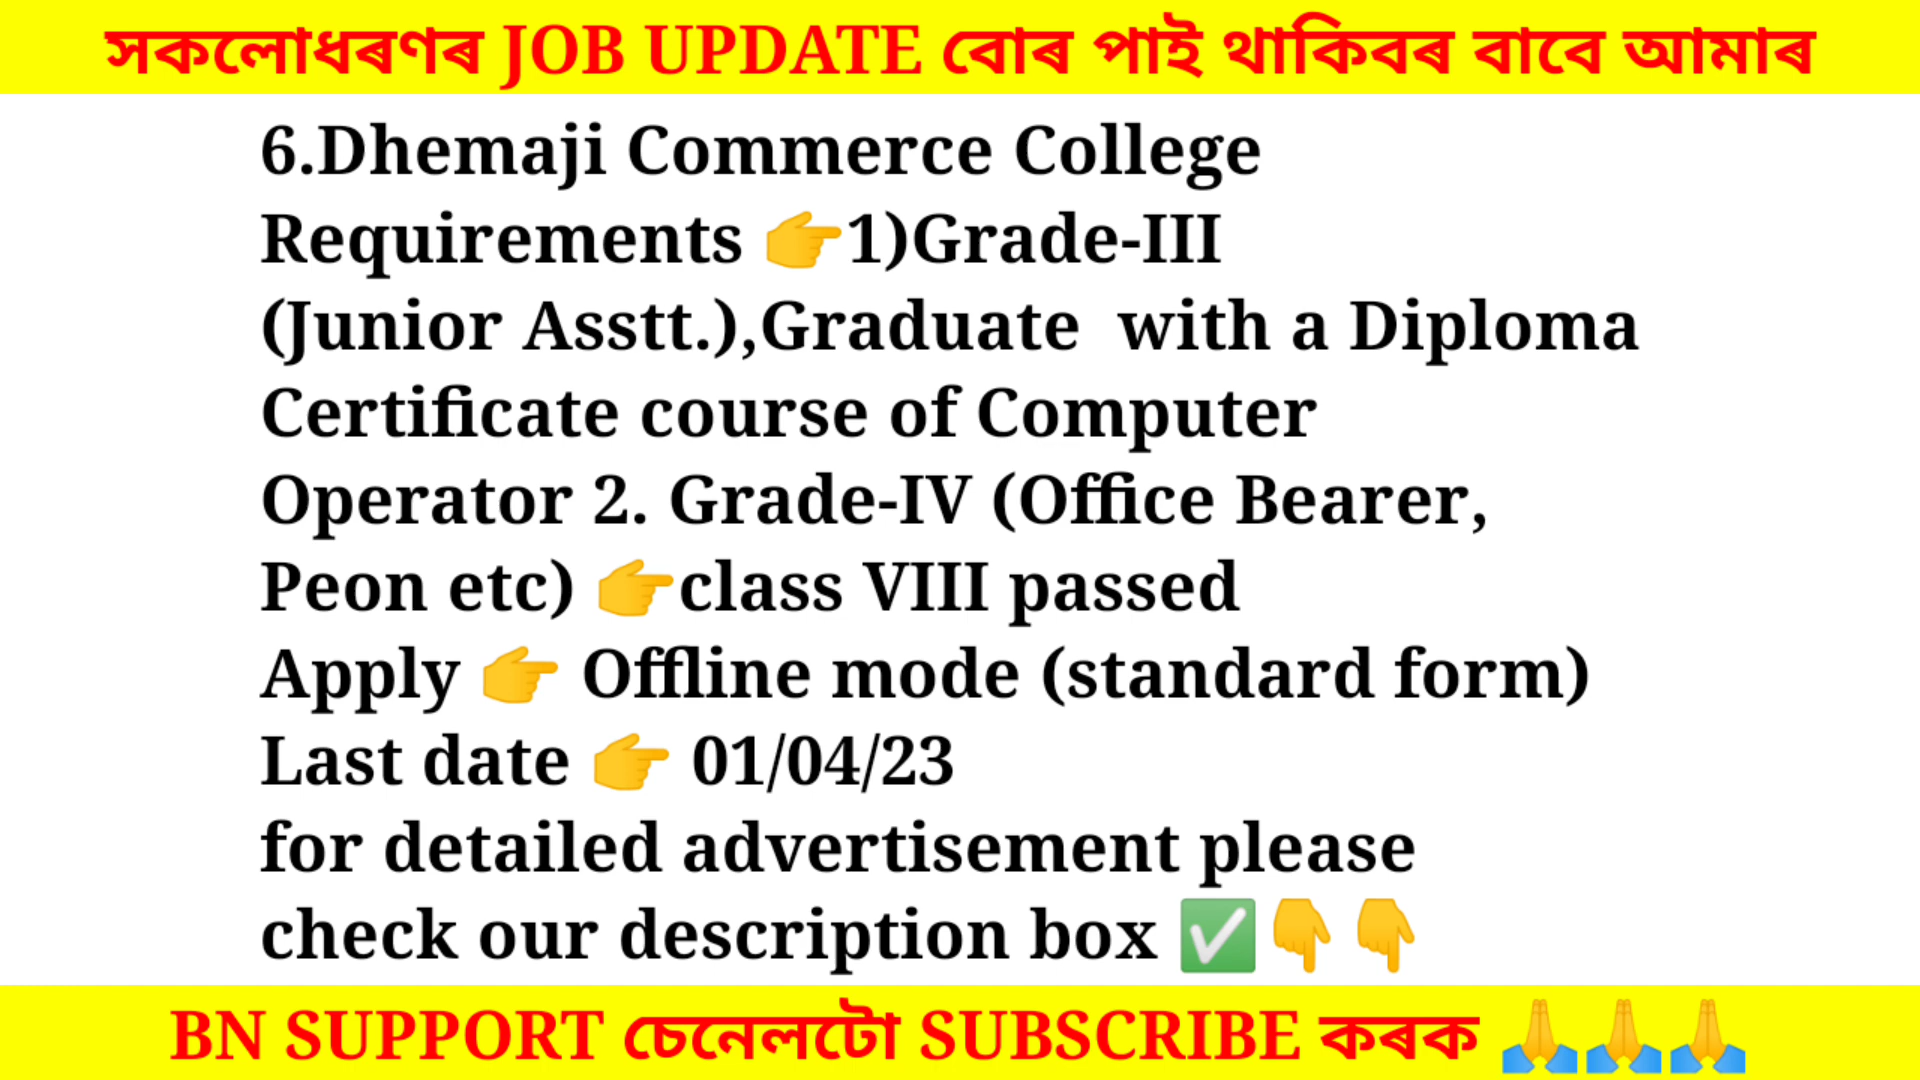 সকলোধৰণৰ JOB UPDATE বোৰ পাই থাকিবৰ বাবে আমাৰ
6.Dhemaji Commerce College
Requirements 👉1)Grade-III
(Junior Asstt.),Graduate  with a Diploma
Certificate course of Computer
Operator 2. Grade-IV (Office Bearer,
Peon etc) 👉class VIII passed
Apply 👉 Offline mode (standard form)
Last date 👉 01/04/23
for detailed advertisement please
check our description box ✅👇👇
BN SUPPORT চেনেলটো SUBSCRIBE কৰক 🙏🙏🙏